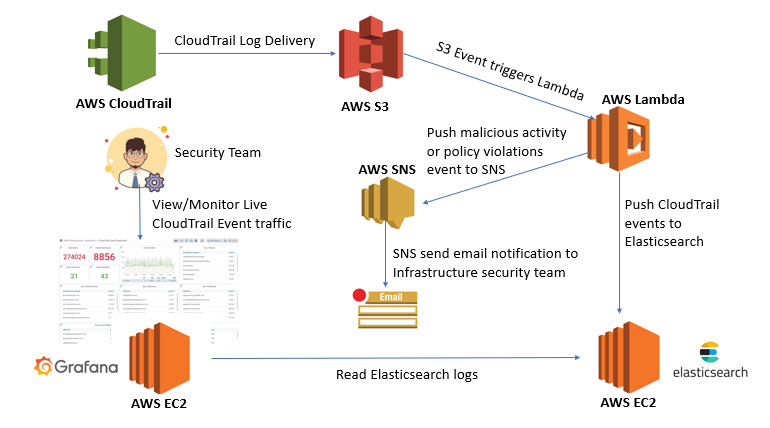 CloudTrail Log Delivery
S3 Event triggers Lambda
AWS CloudTrail
AWS S3
AWS Lambda
Security Team
Push malicious activity
or policy violations
event to SNS
AWS SNS
View/Monitor Live
CloudTrail Event traffic
Push CloudTrail
events to
Elasticsearch
274024
8856
21
43
SNS send email notification to
Infrastructure security team
Email
Grafana
Read Elasticsearch logs
elasticsearch
AWS EC2
AWS EC2